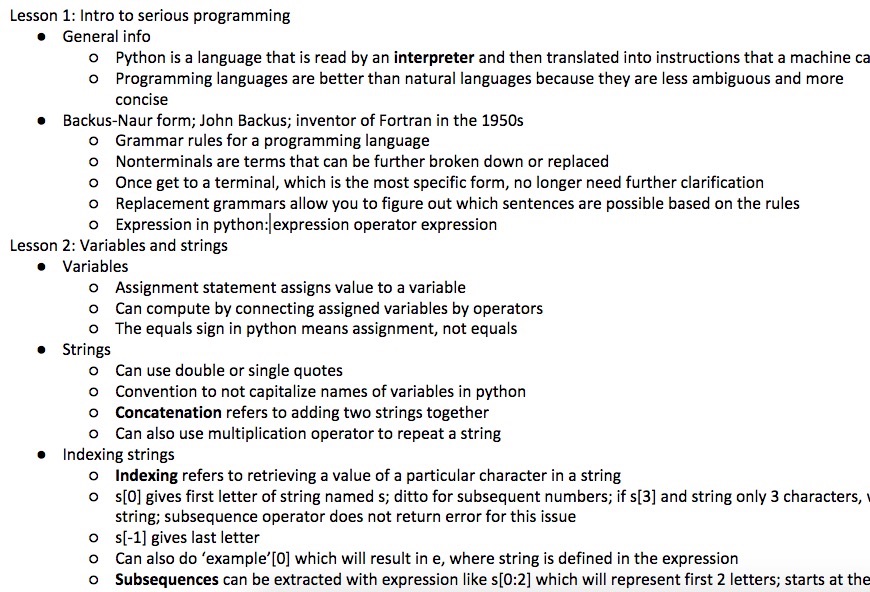 Lesson 1: Intro to serious programming
● General info
○ Python is a language that is read by an interpreter and then translated into instructions that a machine ca
○ Programming languages are better than natural languages because they are less ambiguous and more
concise
● Backus-Naur form; John Backus; inventor of Fortran in the 1950s
○ Grammar rules for a programming language
○ Nonterminals are terms that can be further broken down or replaced
○ Once get to a terminal, which is the most specific form, no longer need further clarification
○ Replacement grammars allow you to figure out which sentences are possible based on the rules
○ Expression in python: expression operator expression
Lesson 2: Variables and strings
● Variables
○ Assignment statement assigns value to a variable
○ Can compute by connecting assigned variables by operators
○ The equals sign in python means assignment, not equals
● Strings
○ Can use double or single quotes
○ Convention to not capitalize names of variables in python
○ Concatenation refers to adding two strings together
○ Can also use multiplication operator to repeat a string
● Indexing strings
○ Indexing refers to retrieving a value of a particular character in a string
○ s[0] gives first letter of string named s; ditto for subsequent numbers; if s[3] and string only 3 characters,
string; subsequence operator does not return error for this issue
○ s[-1] gives last letter
○ Can also do ‘example’[0] which will result in e, where string is defined in the expression
○ Subsequences can be extracted with expression like s[0:2] which will represent first 2 letters; starts at the